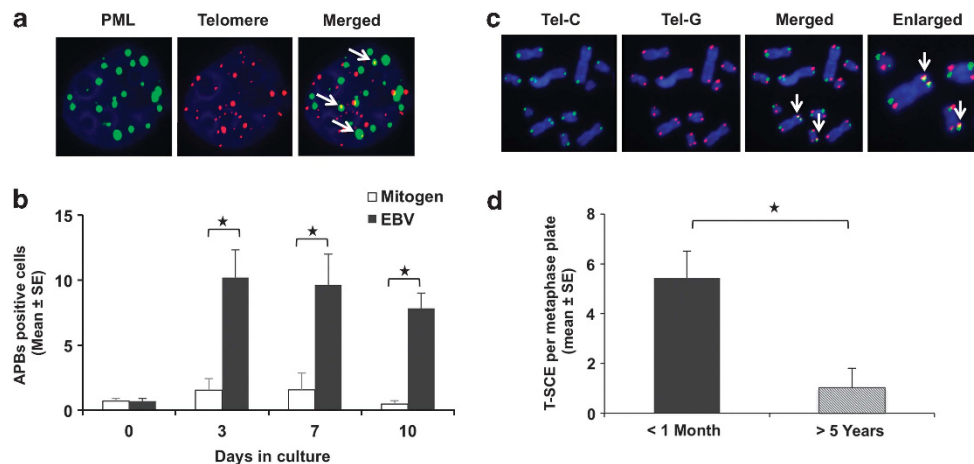 a
PML Telomere Merged
c
Tel-C Tel-G Merged Enlarged
b
Mitogen
EBV
APBs positive cells
(Mean ± SE)
15
10
5
0
★ ★ ★
0 3 7 10
Days in culture
d
T-SCE per metaphase plate
(mean ± SE)
8
6
4
2
0
★
< 1 Month > 5 Years